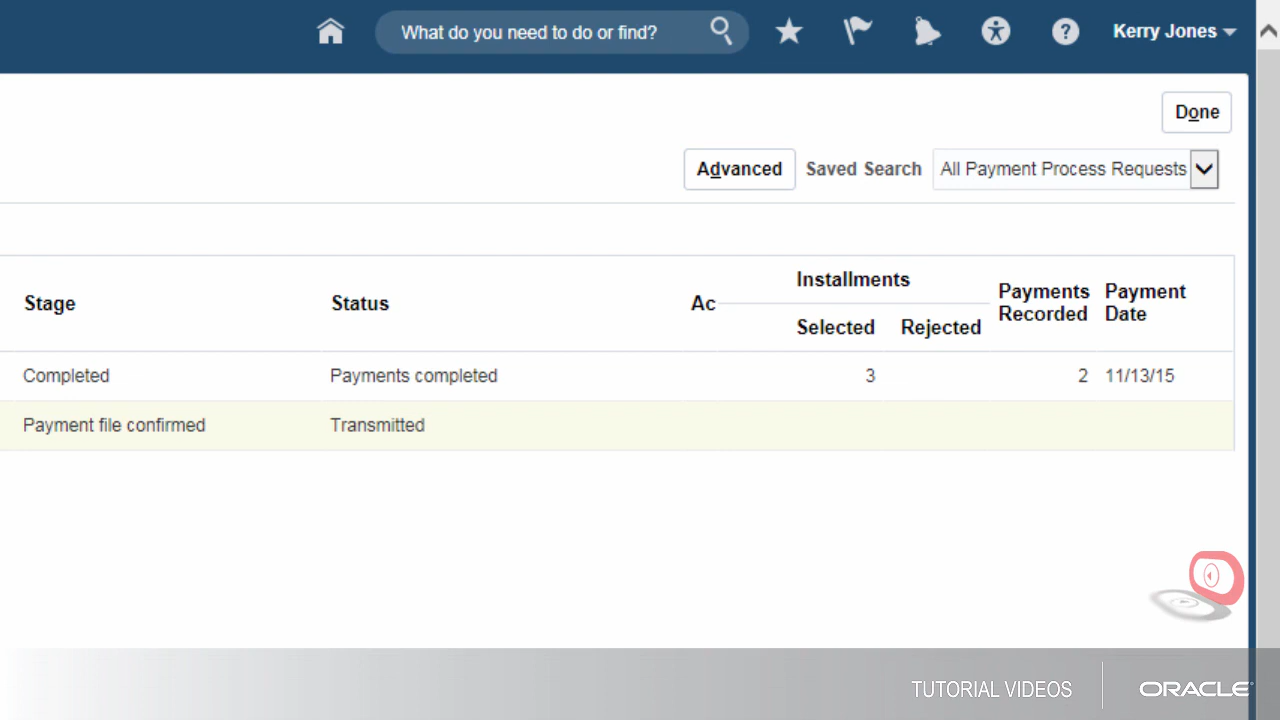 What do you need to do or find?
Kerry Jones
Done
Advanced Saved Search All Payment Process Requests
Stage Status Ac Installments Selected Rejected Payments Recorded Payment Date
Completed Payments completed 3 2 11/13/15
Payment file confirmed Transmitted
TUTORIAL VIDEOS ORACLE